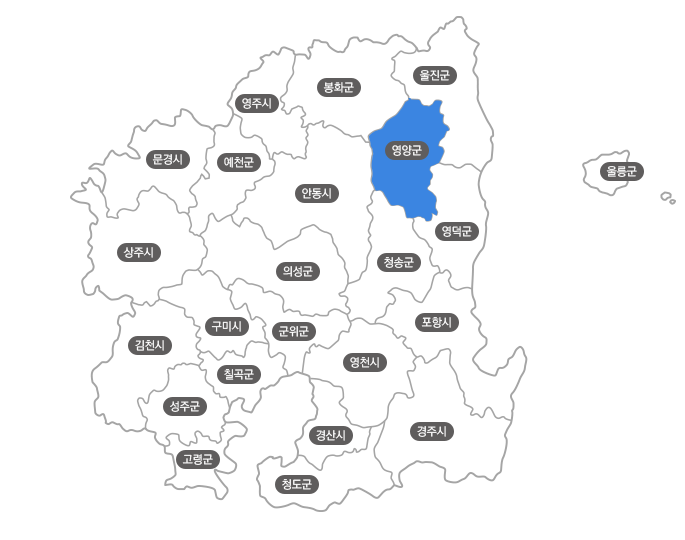 울진군
봉화군
영주시
영양군
문경시
예천군
울릉군
안동시
영덕군
상주시
청송군
의성군
포항시
구미시
군위군
김천시
영천시
칠곡군
성주군
경산시
경주시
고령군
청도군